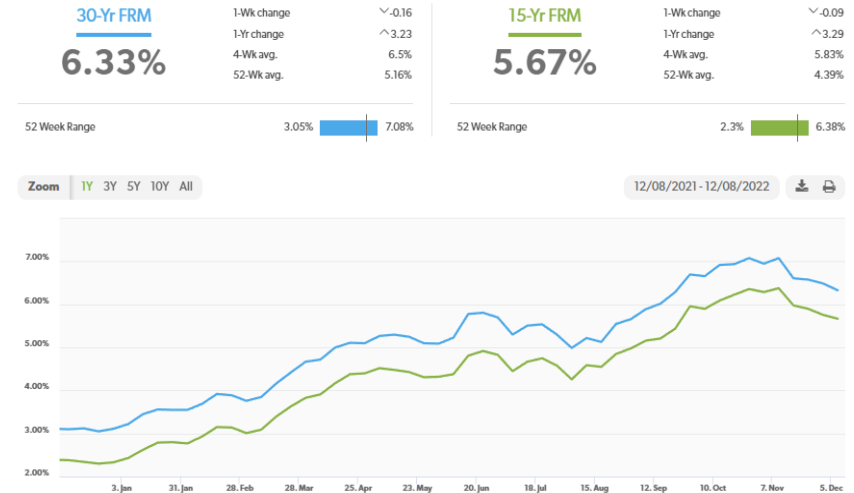 30-Yr FRM
6.33%
1-Wk change -0.16
1-Yr change 3.23
4-Wk avg. 6.5%
52-Wk avg. 5.16%
52 Week Range 3.05% 7.08%
15-Yr FRM
5.67%
1-Wk change -0.09
1-Yr change 3.29
4-Wk avg. 5.83%
52-Wk avg. 4.39%
52 Week Range 2.3% 6.38%
Zoom 1Y 3Y 5Y 10Y All
12/08/2021 - 12/08/2022
7.00%
6.00%
5.00%
4.00%
3.00%
2.00%
3. Jan 31. Jan 28. Feb 28. Mar 25. Apr 23. May 20. Jun 18. Jul 15. Aug 12. Sep 10. Oct 7. Nov 5. Dec